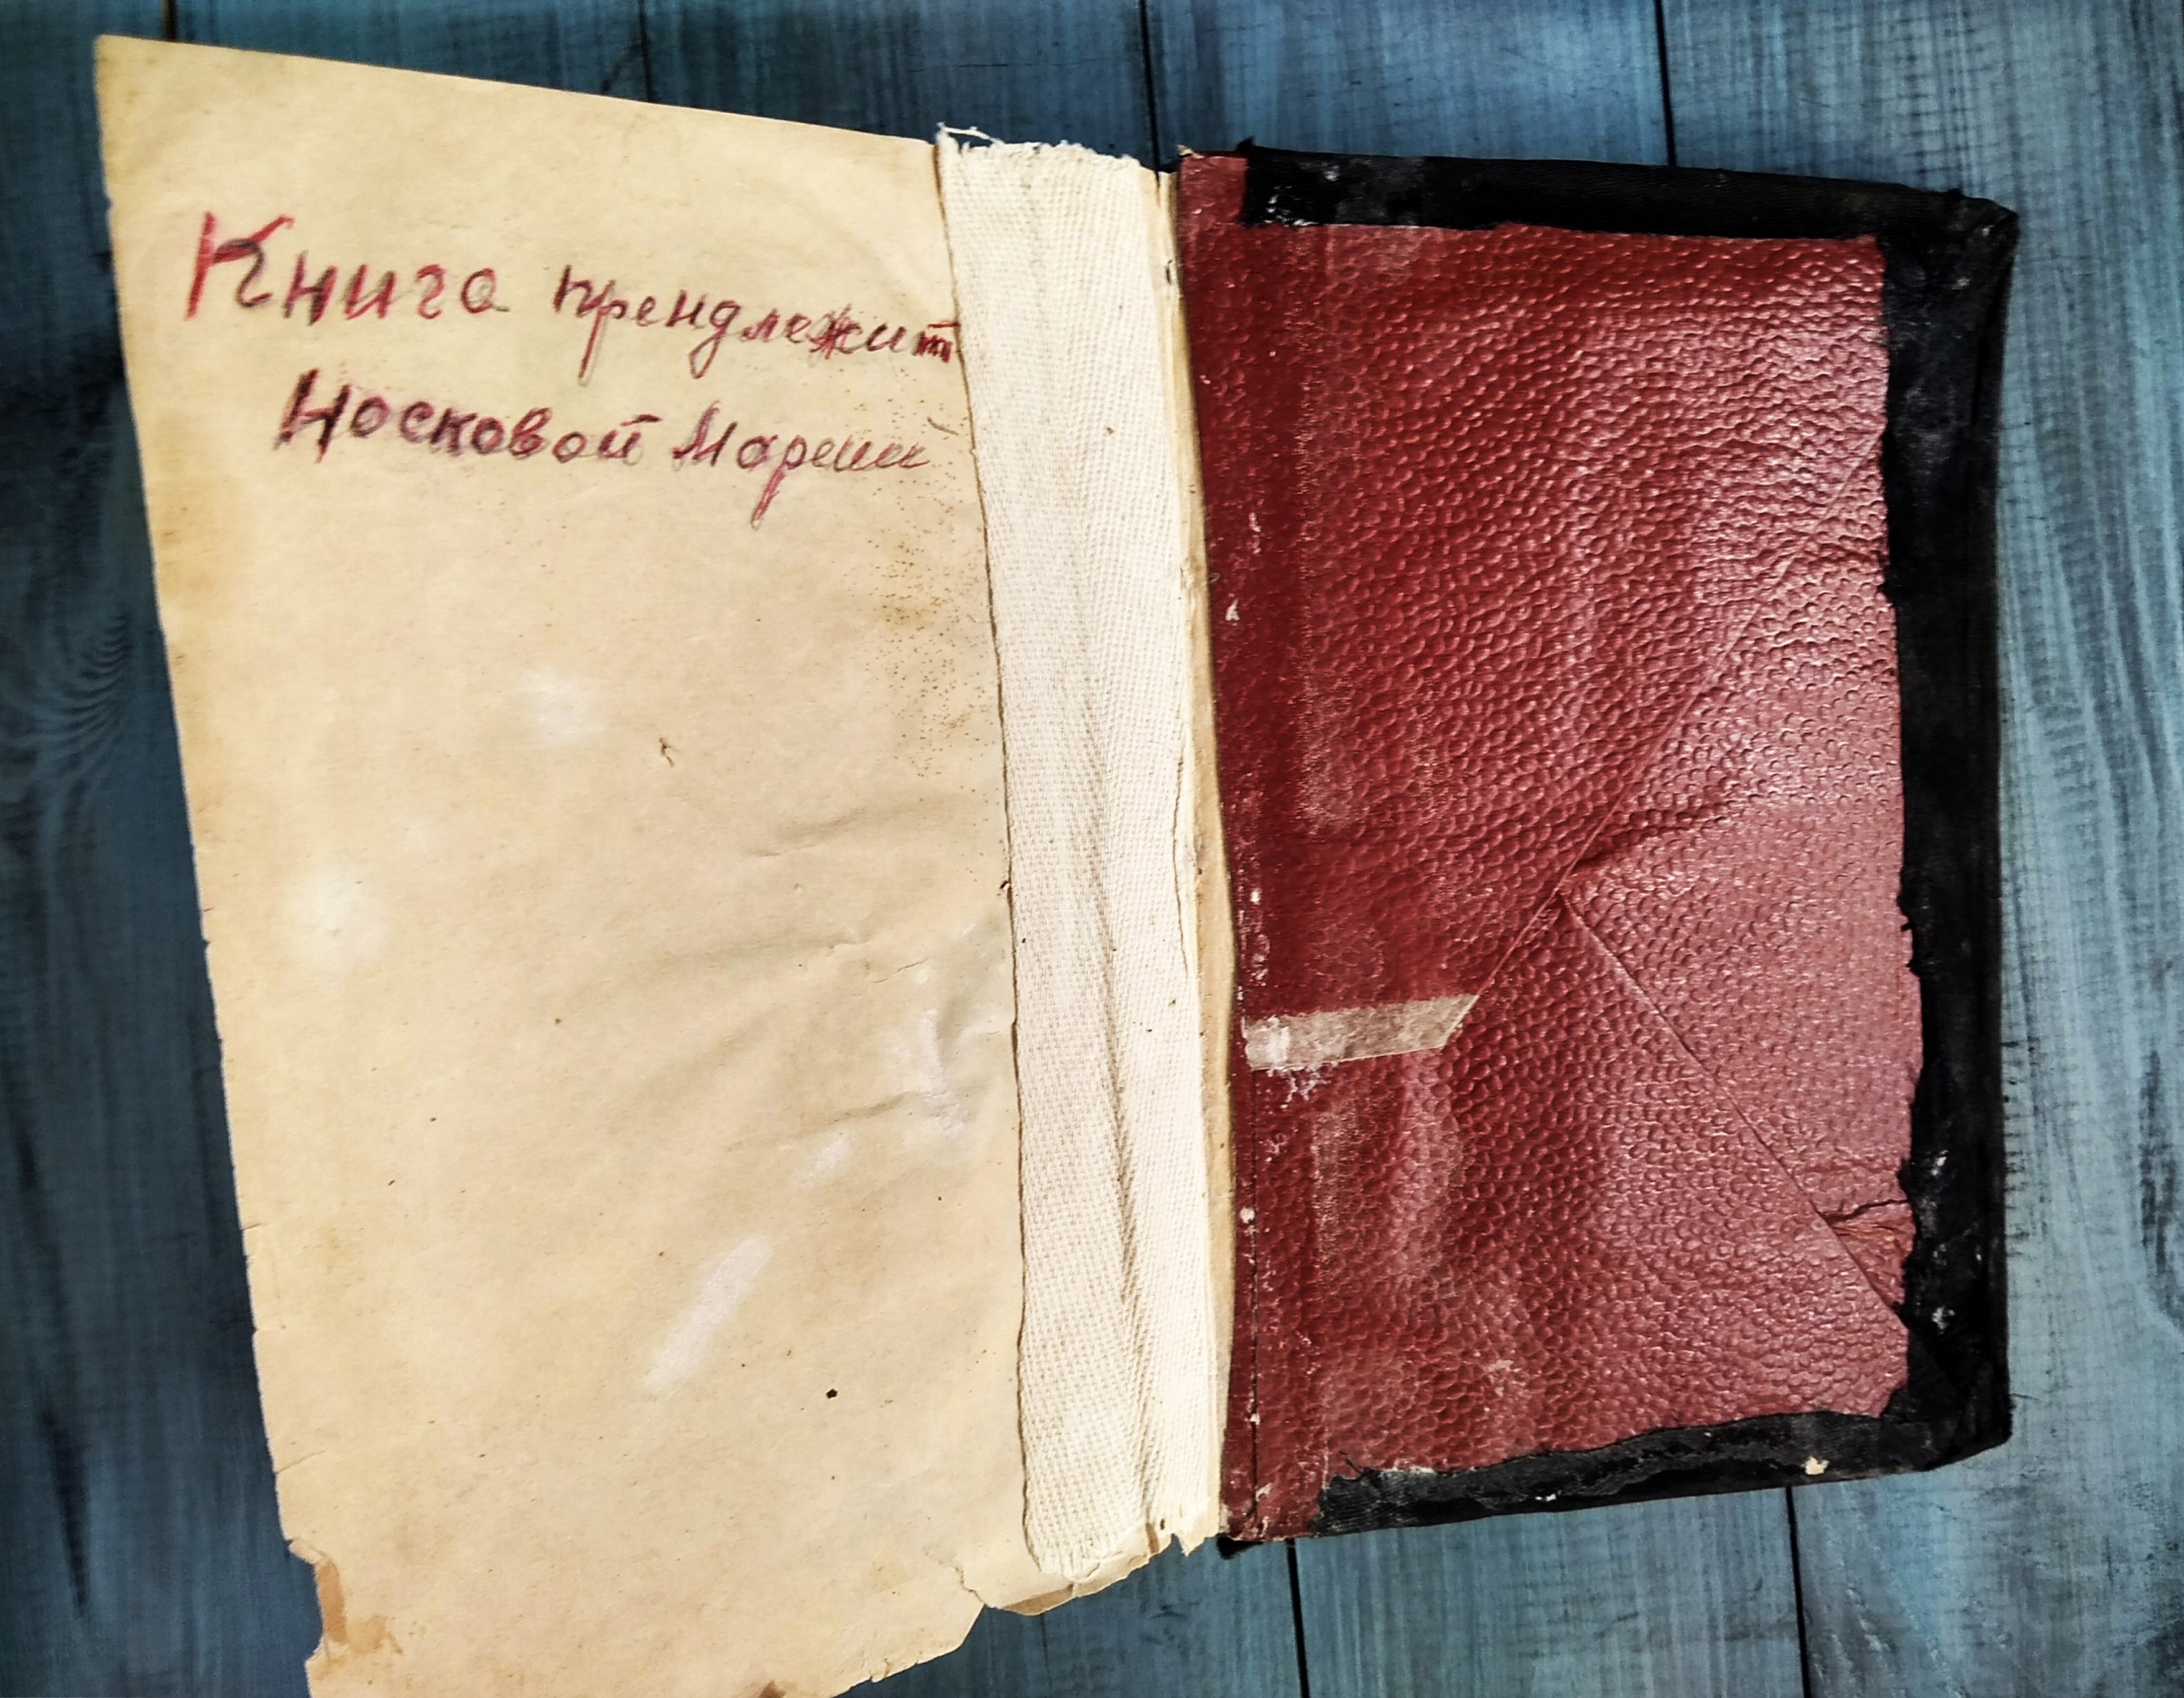 Книга прендлежит
Носковой Марии